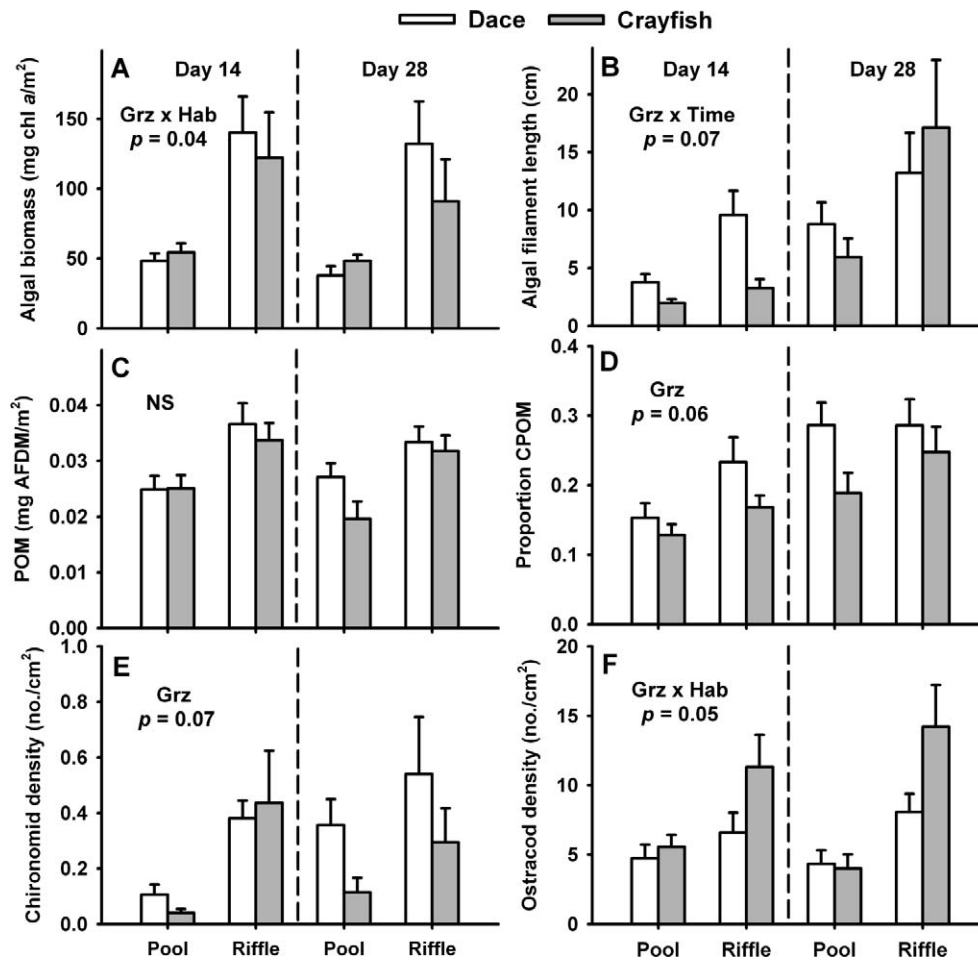 Dace Crayfish
A
Day 14
Day 28
Grz x Hab
p = 0.04
Algal biomass (mg chl a/m²)
150
100
50
0
B
Day 14
Day 28
Grz x Time
p = 0.07
Algal filament length (cm)
20
15
10
5
0
C
NS
POM (mg AFDM/m²)
0.04
0.03
0.02
0.01
0.00
D
Grz
p = 0.06
Proportion CPOM
0.4
0.3
0.2
0.1
0.0
E
Grz
p = 0.07
Chironomid density (no./cm²)
1.0
0.8
0.6
0.4
0.2
0.0
Pool Riffle Pool Riffle
F
Grz x Hab
p = 0.05
Ostracod density (no./cm²)
20
15
10
5
0
Pool Riffle Pool Riffle